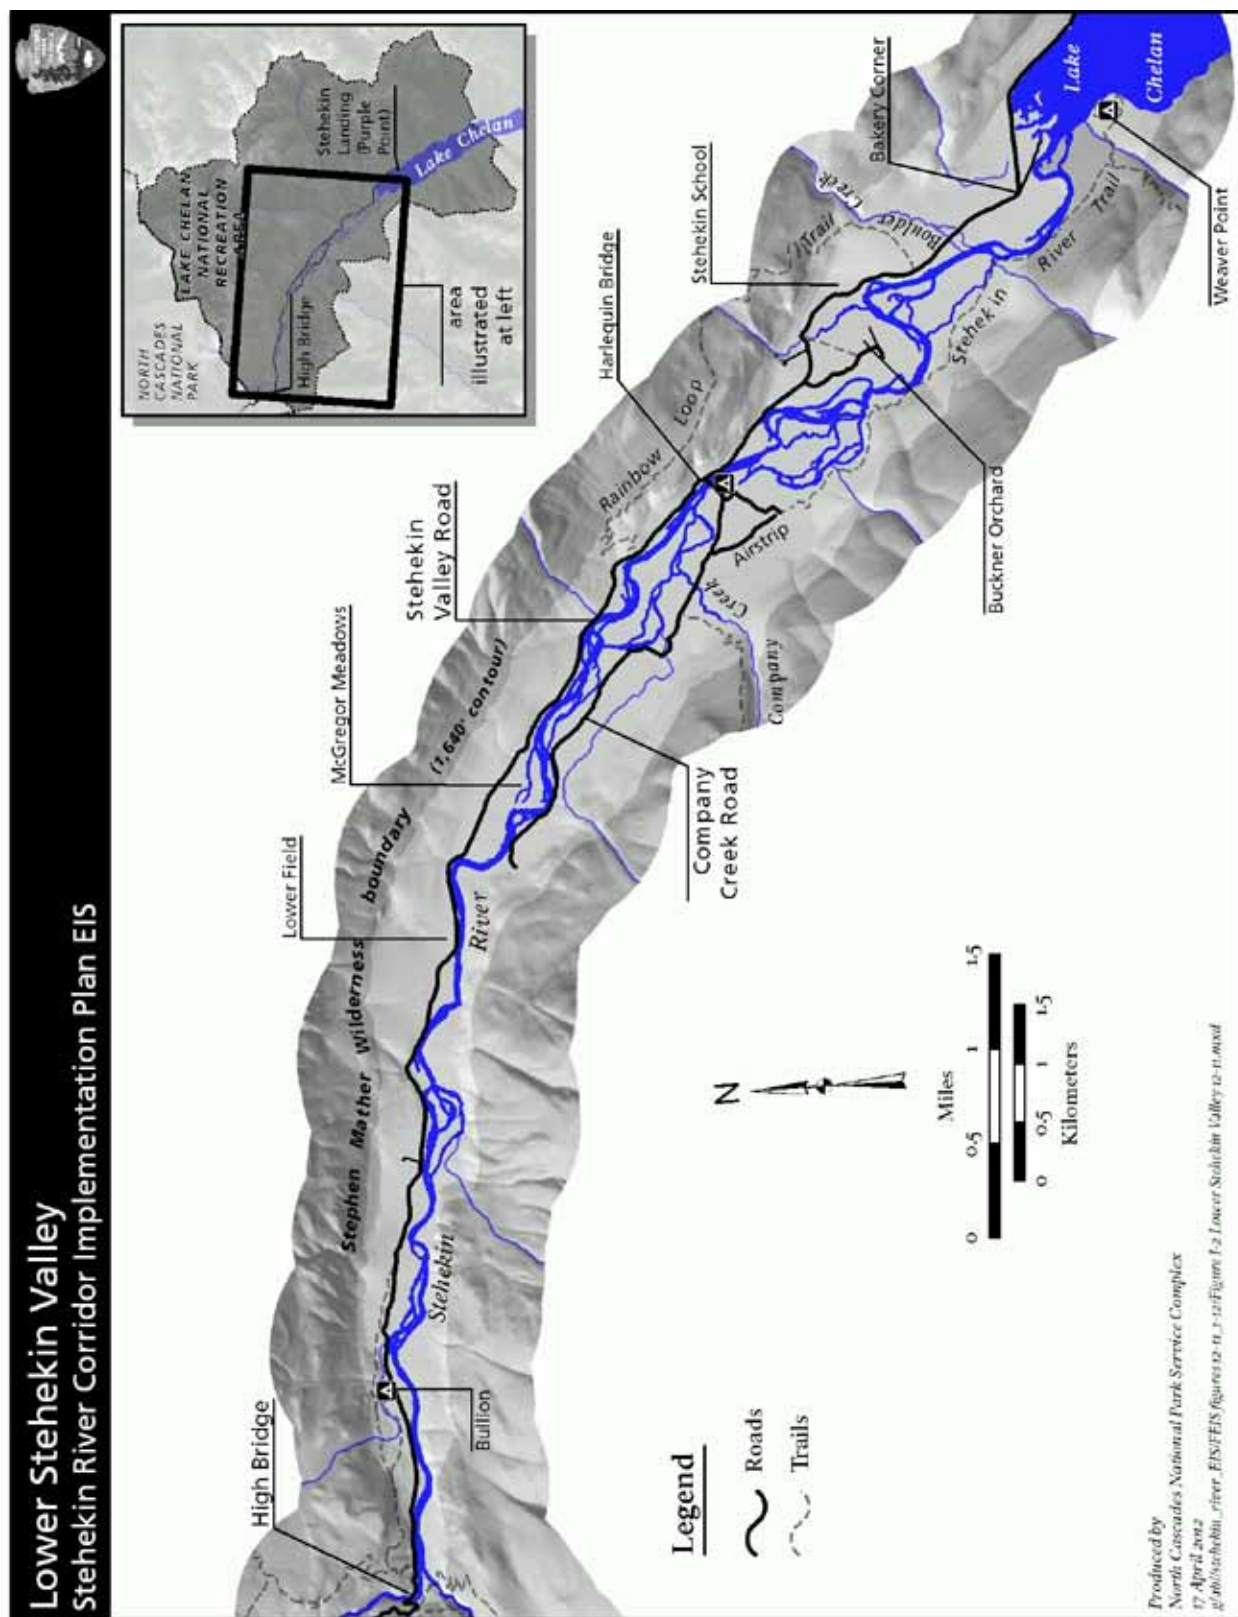 Lower Stehekin Valley
Stehekin River Corridor Implementation Plan EIS
NORTH
CASCADES
NATIONAL
PARK
LAKE CHELAN
NATIONAL
RECREATION
AREA
Stehekin
Landing
(Purple
Point)
Lake Chelan
High Bridge
area
illustrated
at left
High Bridge
Bullion
Stephen Mather Wilderness boundary (1,640' contour)
Stehekin River
Lower Field
McGregor Meadows
Stehekin
Valley Road
Company
Creek Road
Company Creek
Rainbow Loop Trail
Airstrip
Harlequin Bridge
Buckner Orchard
Stehekin School
Boulder Creek
Stehekin River Trail
Bakery Corner
Lake
Chelan
Weaver Point
N
Miles
0 0.5 1 1.5
0 0.5 1 1.5
Kilometers
Legend
Roads
Trails
Produced by
North Cascades National Park Service Complex
17 April 2012